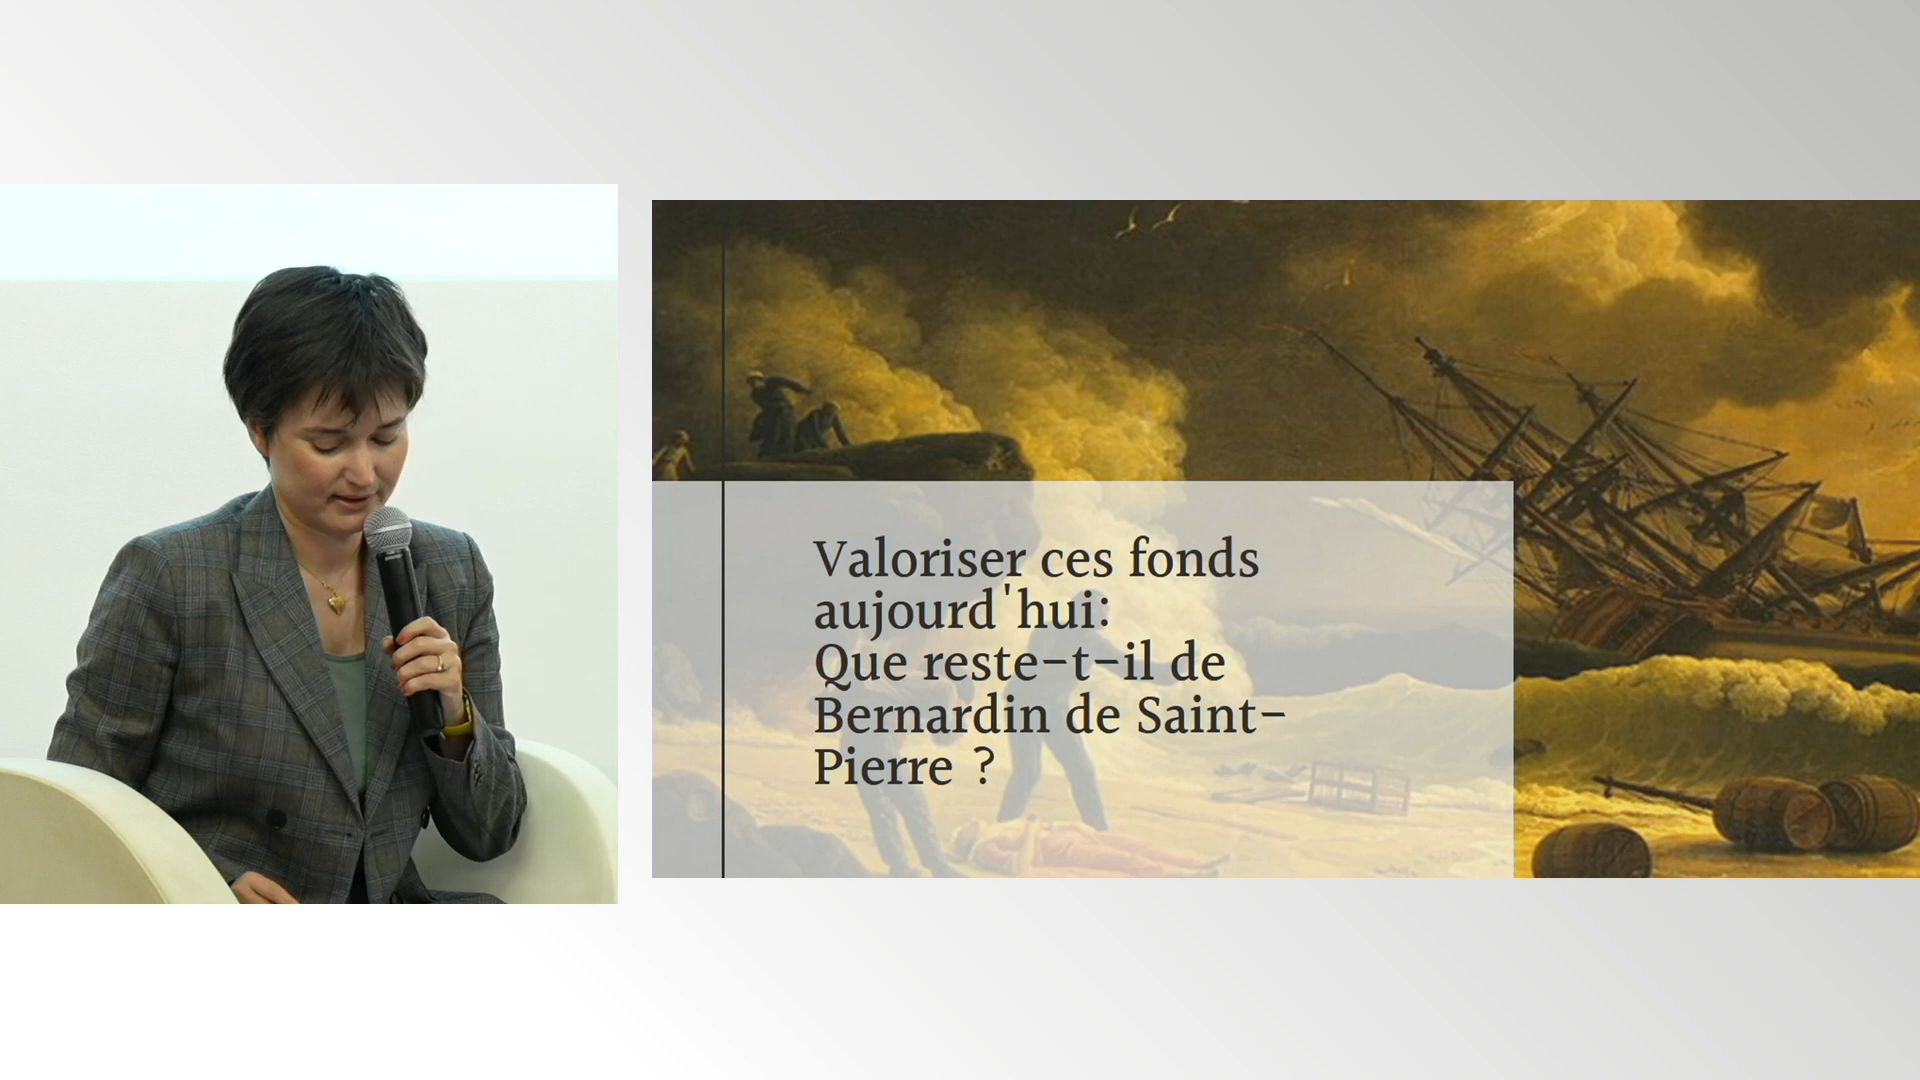 Valoriser ces fonds
aujourd'hui:
Que reste-t-il de
Bernardin de Saint-
Pierre ?